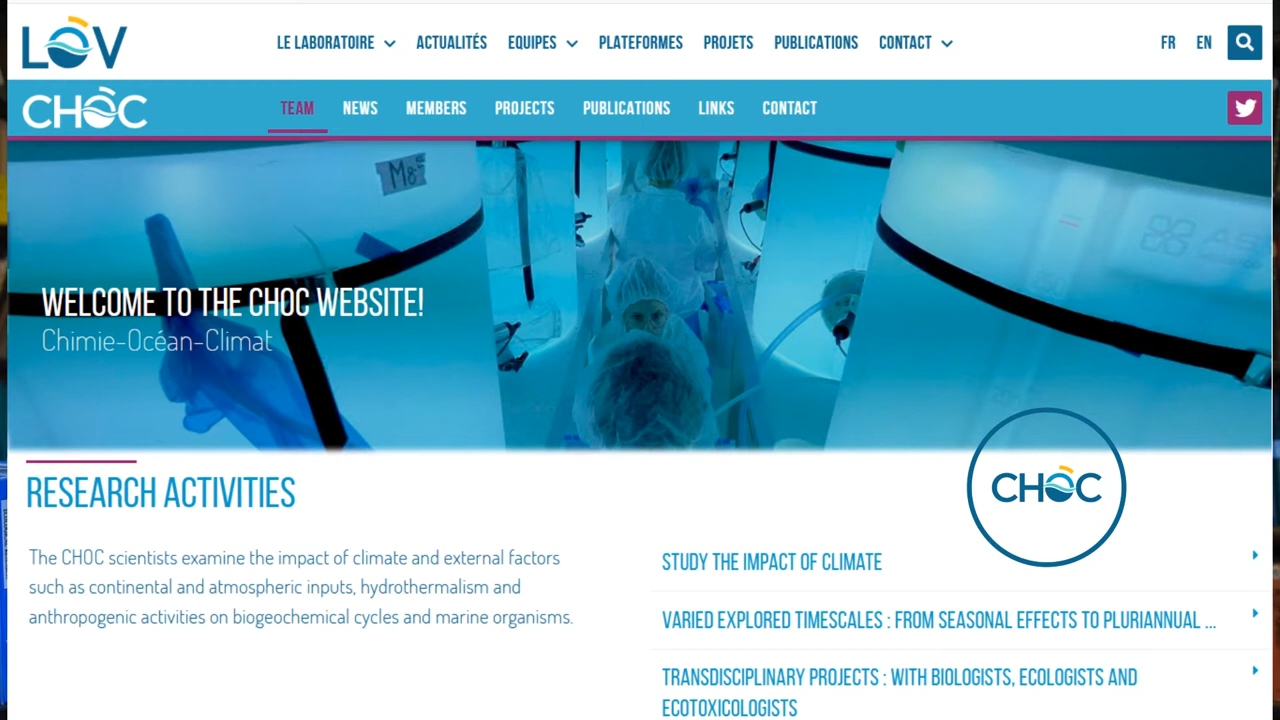 LOV
LE LABORATOIRE ACTUALITÉS EQUIPES PLATEFORMES PROJETS PUBLICATIONS CONTACT FR EN
CHOC
TEAM NEWS MEMBERS PROJECTS PUBLICATIONS LINKS CONTACT
WELCOME TO THE CHOC WEBSITE!
Chimie-Océan-Climat
CHOC
RESEARCH ACTIVITIES
The CHOC scientists examine the impact of climate and external factors
such as continental and atmospheric inputs, hydrothermalism and
anthropogenic activities on biogeochemical cycles and marine organisms.
STUDY THE IMPACT OF CLIMATE
VARIED EXPLORED TIMESCALES : FROM SEASONAL EFFECTS TO PLURIANNUAL ...
TRANSDISCIPLINARY PROJECTS : WITH BIOLOGISTS, ECOLOGISTS AND
ECOTOXICOLOGISTS